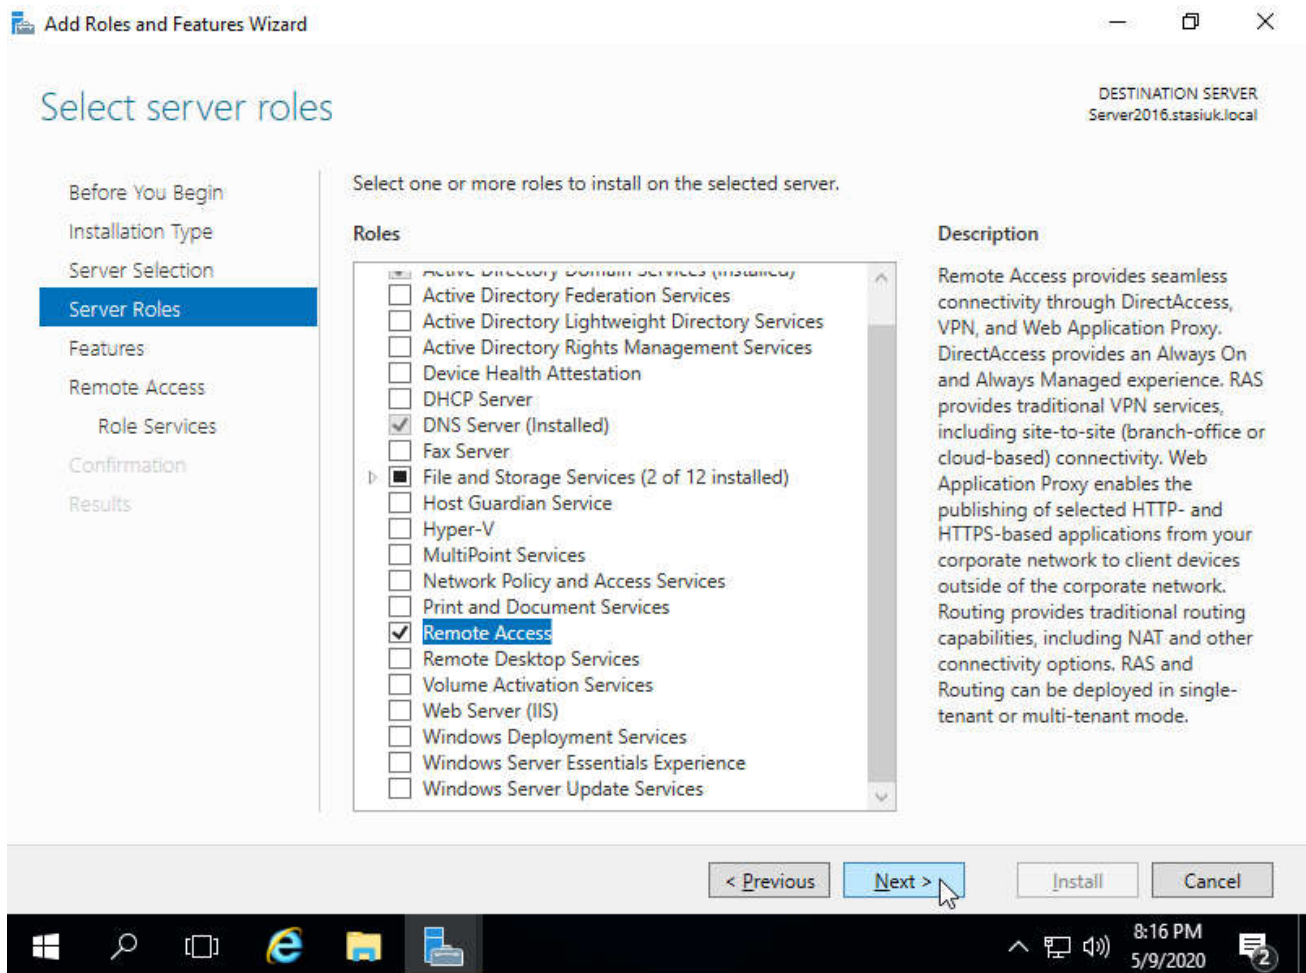 Add Roles and Features Wizard
Select server roles
DESTINATION SERVER
Server2016.stasiuk.local
Before You Begin
Installation Type
Server Selection
Server Roles
Features
Remote Access
Role Services
Confirmation
Results
Select one or more roles to install on the selected server.
Roles
Active Directory Domain Services (Installed)
Active Directory Federation Services
Active Directory Lightweight Directory Services
Active Directory Rights Management Services
Device Health Attestation
DHCP Server
DNS Server (Installed)
Fax Server
File and Storage Services (2 of 12 installed)
Host Guardian Service
Hyper-V
MultiPoint Services
Network Policy and Access Services
Print and Document Services
Remote Access
Remote Desktop Services
Volume Activation Services
Web Server (IIS)
Windows Deployment Services
Windows Server Essentials Experience
Windows Server Update Services
Description
Remote Access provides seamless
connectivity through DirectAccess,
VPN, and Web Application Proxy.
DirectAccess provides an Always On
and Always Managed experience. RAS
provides traditional VPN services,
including site-to-site (branch-office or
cloud-based) connectivity. Web
Application Proxy enables the
publishing of selected HTTP- and
HTTPS-based applications from your
corporate network to client devices
outside of the corporate network.
Routing provides traditional routing
capabilities, including NAT and other
connectivity options. RAS and
Routing can be deployed in single-
tenant or multi-tenant mode.
< Previous
Next >
Install
Cancel
8:16 PM
5/9/2020
2